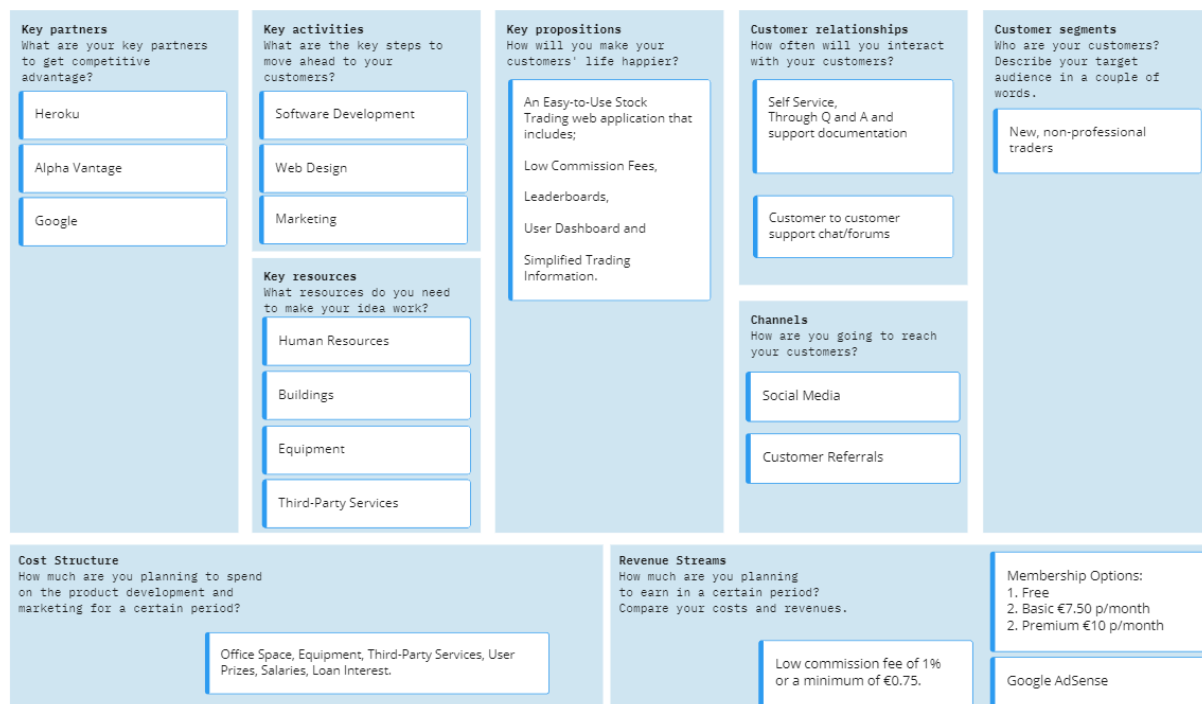 Key partners
What are your key partners
to get competitive
advantage?
Heroku
Alpha Vantage
Google
Key activities
What are the key steps to
move ahead to your
customers?
Software Development
Web Design
Marketing
Key resources
What resources do you need
to make your idea work?
Human Resources
Buildings
Equipment
Third-Party Services
Key propositions
How will you make your
customers' life happier?
An Easy-to-Use Stock
Trading web application that
includes;
Low Commission Fees,
Leaderboards,
User Dashboard and
Simplified Trading
Information.
Customer relationships
How often will you interact
with your customers?
Self Service,
Through Q and A and
support documentation
Customer to customer
support chat/forums
Channels
How are you going to reach
your customers?
Social Media
Customer Referrals
Customer segments
Who are your customers?
Describe your target
audience in a couple of
words.
New, non-professional
traders
Cost Structure
How much are you planning to spend
on the product development and
marketing for a certain period?
Office Space, Equipment, Third-Party Services, User
Prizes, Salaries, Loan Interest.
Revenue Streams
How much are you planning
to earn in a certain period?
Compare your costs and revenues.
Low commission fee of 1%
or a minimum of €0.75.
Membership Options:
1. Free
2. Basic €7.50 p/month
2. Premium €10 p/month
Google AdSense